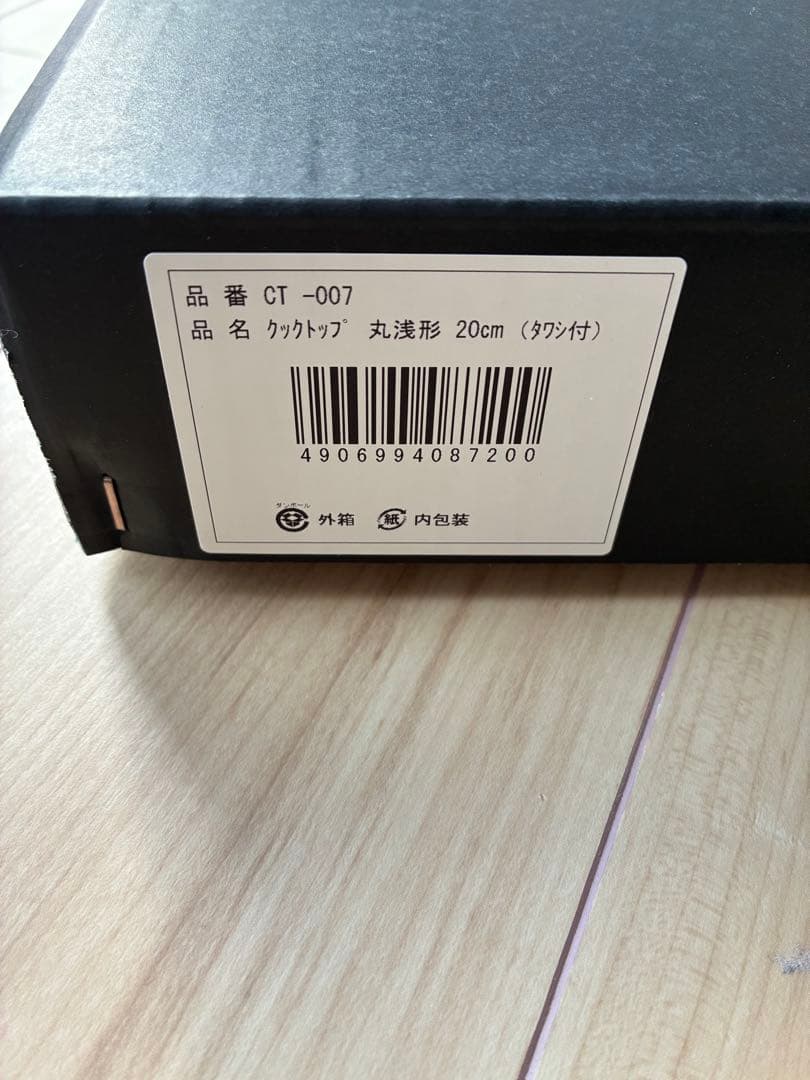 品 番 CT -007
品 名 ｸｯｸﾄｯﾌﾟ 丸浅形 20cm (ﾀﾜｼ付)
4906994087200
ダンボール
外箱 紙 内包装